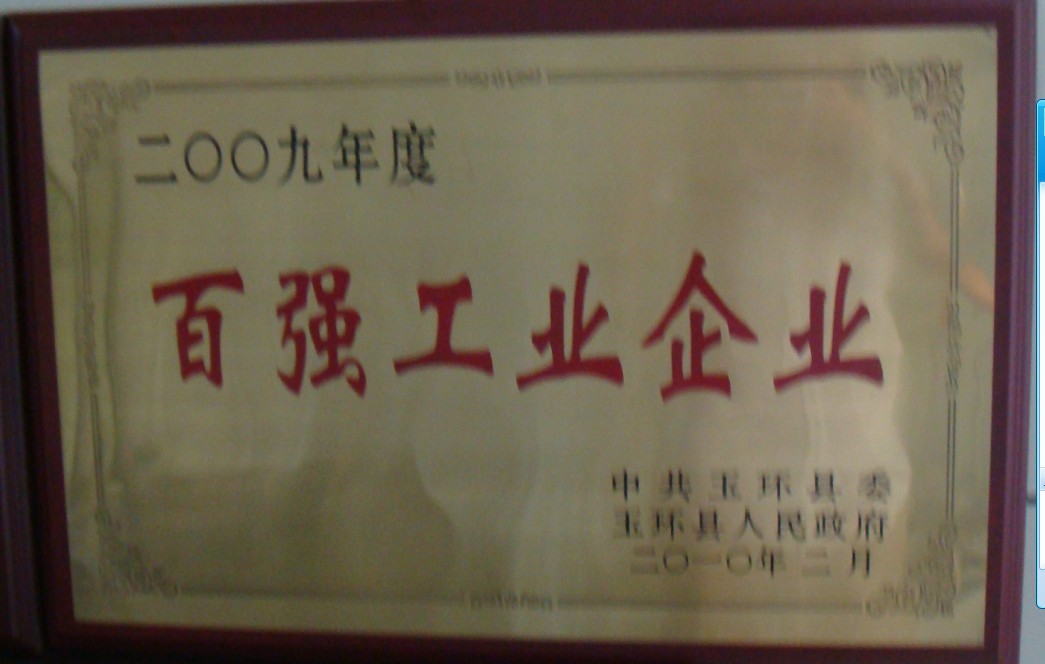 二〇〇九年度
百强工业企业
中共玉环县委
玉环县人民政府
二〇一〇年二月